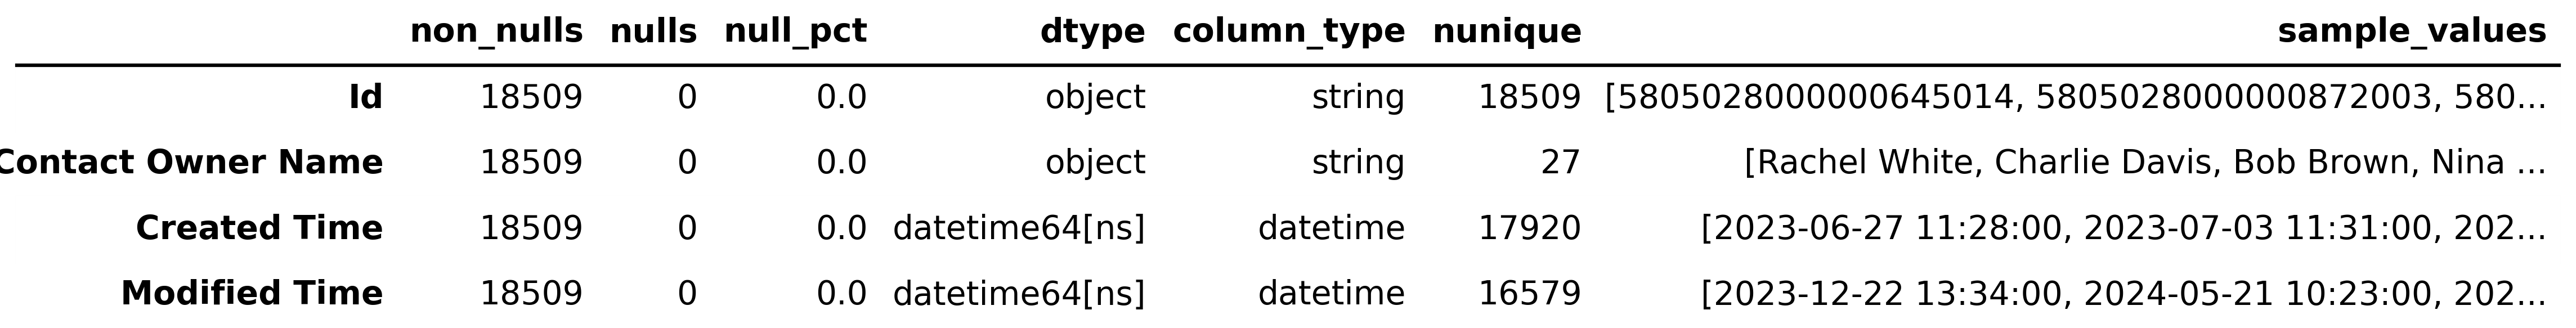 non_nulls nulls null_pct dtype column_type nunique sample_values
Id 18509 0 0.0 object string 18509 [5805028000000645014, 5805028000000872003, 580...
Contact Owner Name 18509 0 0.0 object string 27 [Rachel White, Charlie Davis, Bob Brown, Nina ...
Created Time 18509 0 0.0 datetime64[ns] datetime 17920 [2023-06-27 11:28:00, 2023-07-03 11:31:00, 202...
Modified Time 18509 0 0.0 datetime64[ns] datetime 16579 [2023-12-22 13:34:00, 2024-05-21 10:23:00, 202...